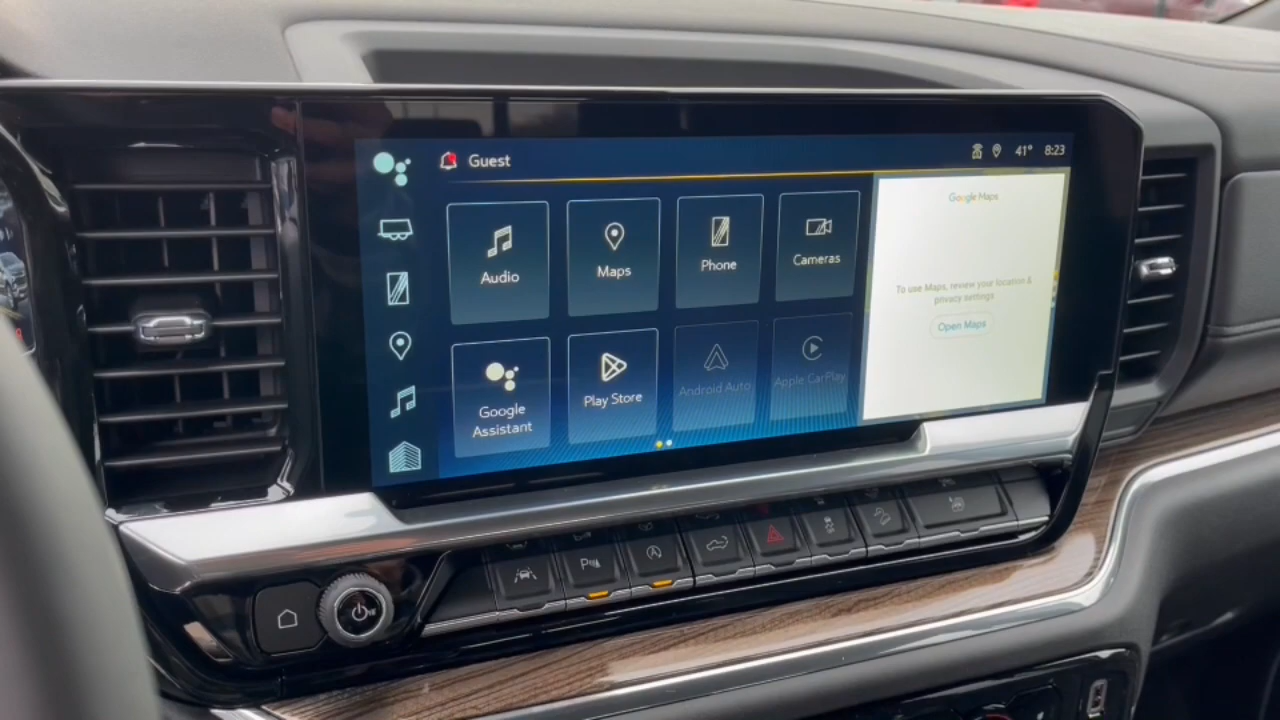 Guest
41° 8:23
Audio
Maps
Phone
Cameras
Google
Assistant
Play Store
Android Auto
Apple CarPlay
Google Maps
To use Maps, review your location &
privacy settings
Open Maps
P